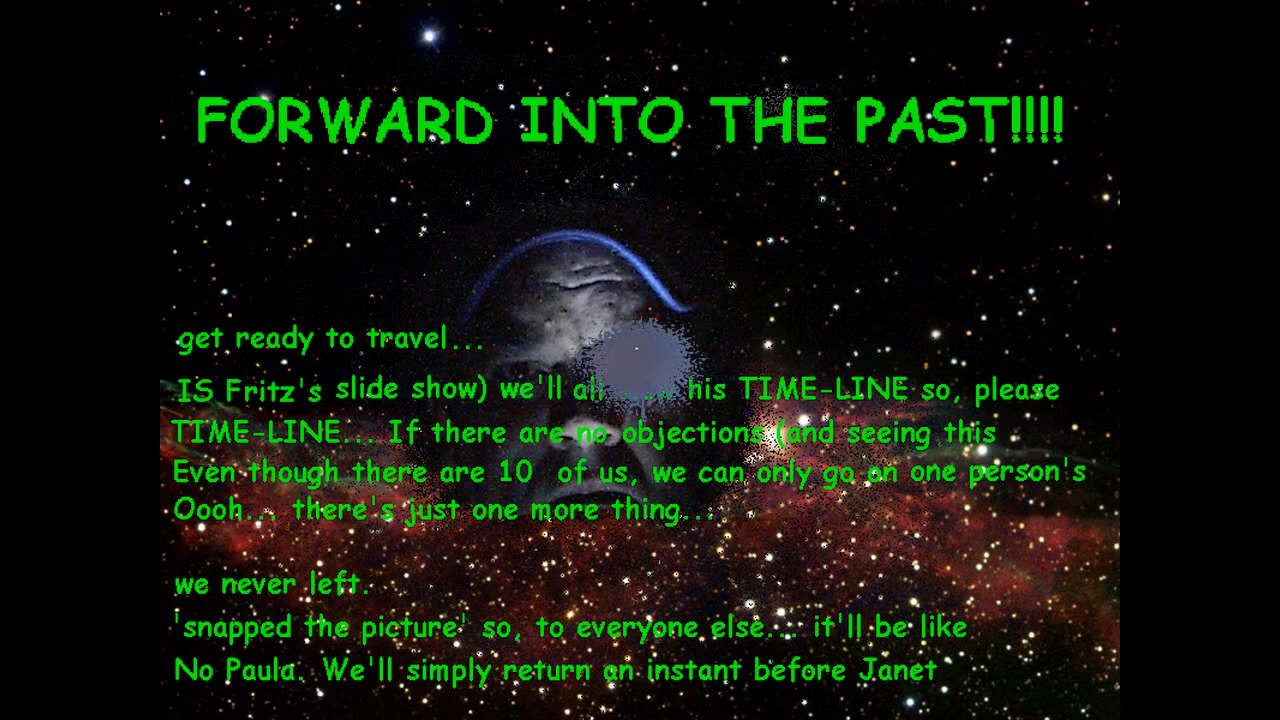 FORWARD INTO THE PAST!!!!
get ready to travel...
IS Fritz's slide show) we'll all his TIME-LINE so, please
TIME-LINE... If there are no objections (and seeing this
Even though there are 10 of us, we can only go on one person's
Oooh... there's just one more thing...
we never left.
'snapped the picture' so, to everyone else... it'll be like
No Paula. We'll simply return an instant before Janet